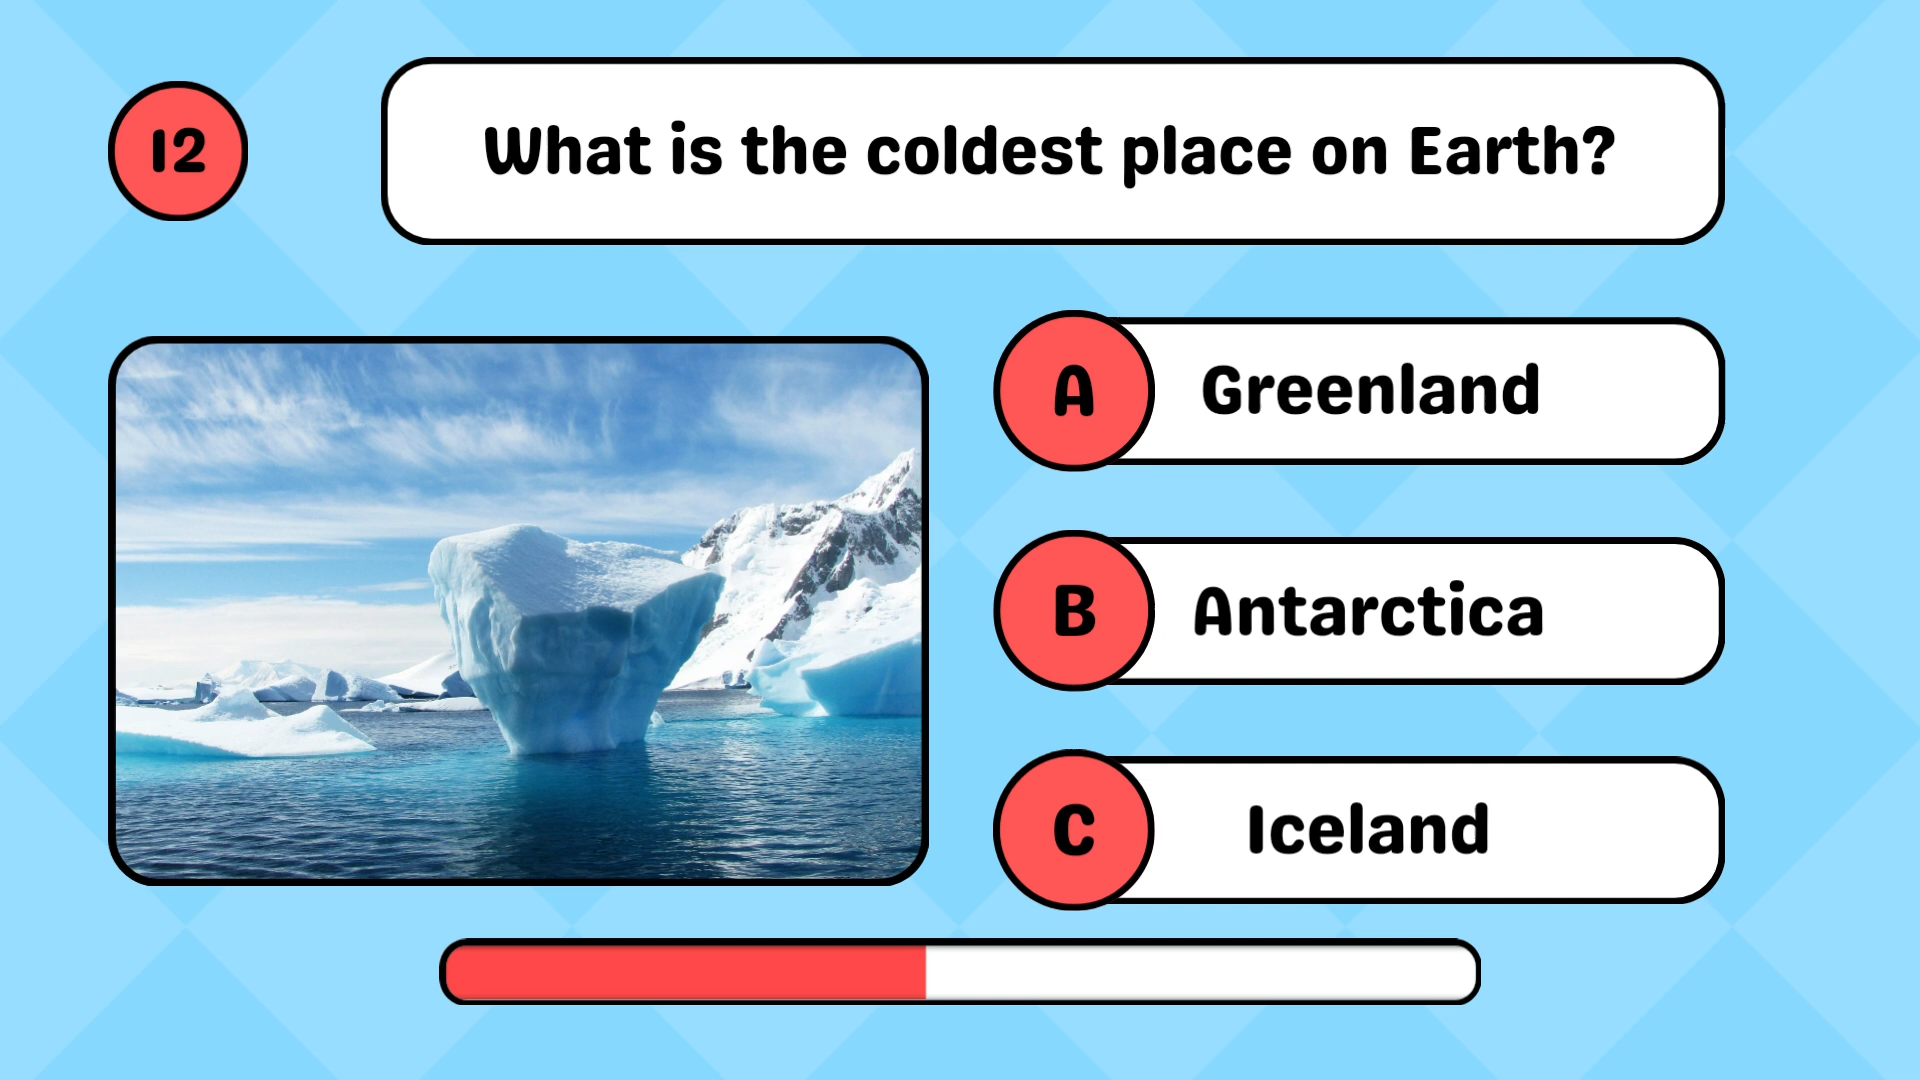 12
What is the coldest place on Earth?
A
Greenland
B
Antarctica
C
Iceland